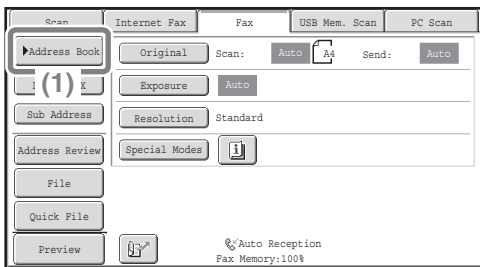 Scan Internet Fax Fax USB Mem. Scan PC Scan
Address Book Original Scan: Auto A4 Send: Auto
(1) X Exposure Auto
Sub Address Resolution Standard
Address Review Special Modes
File
Quick File
Preview Auto Reception
Fax Memory:100%